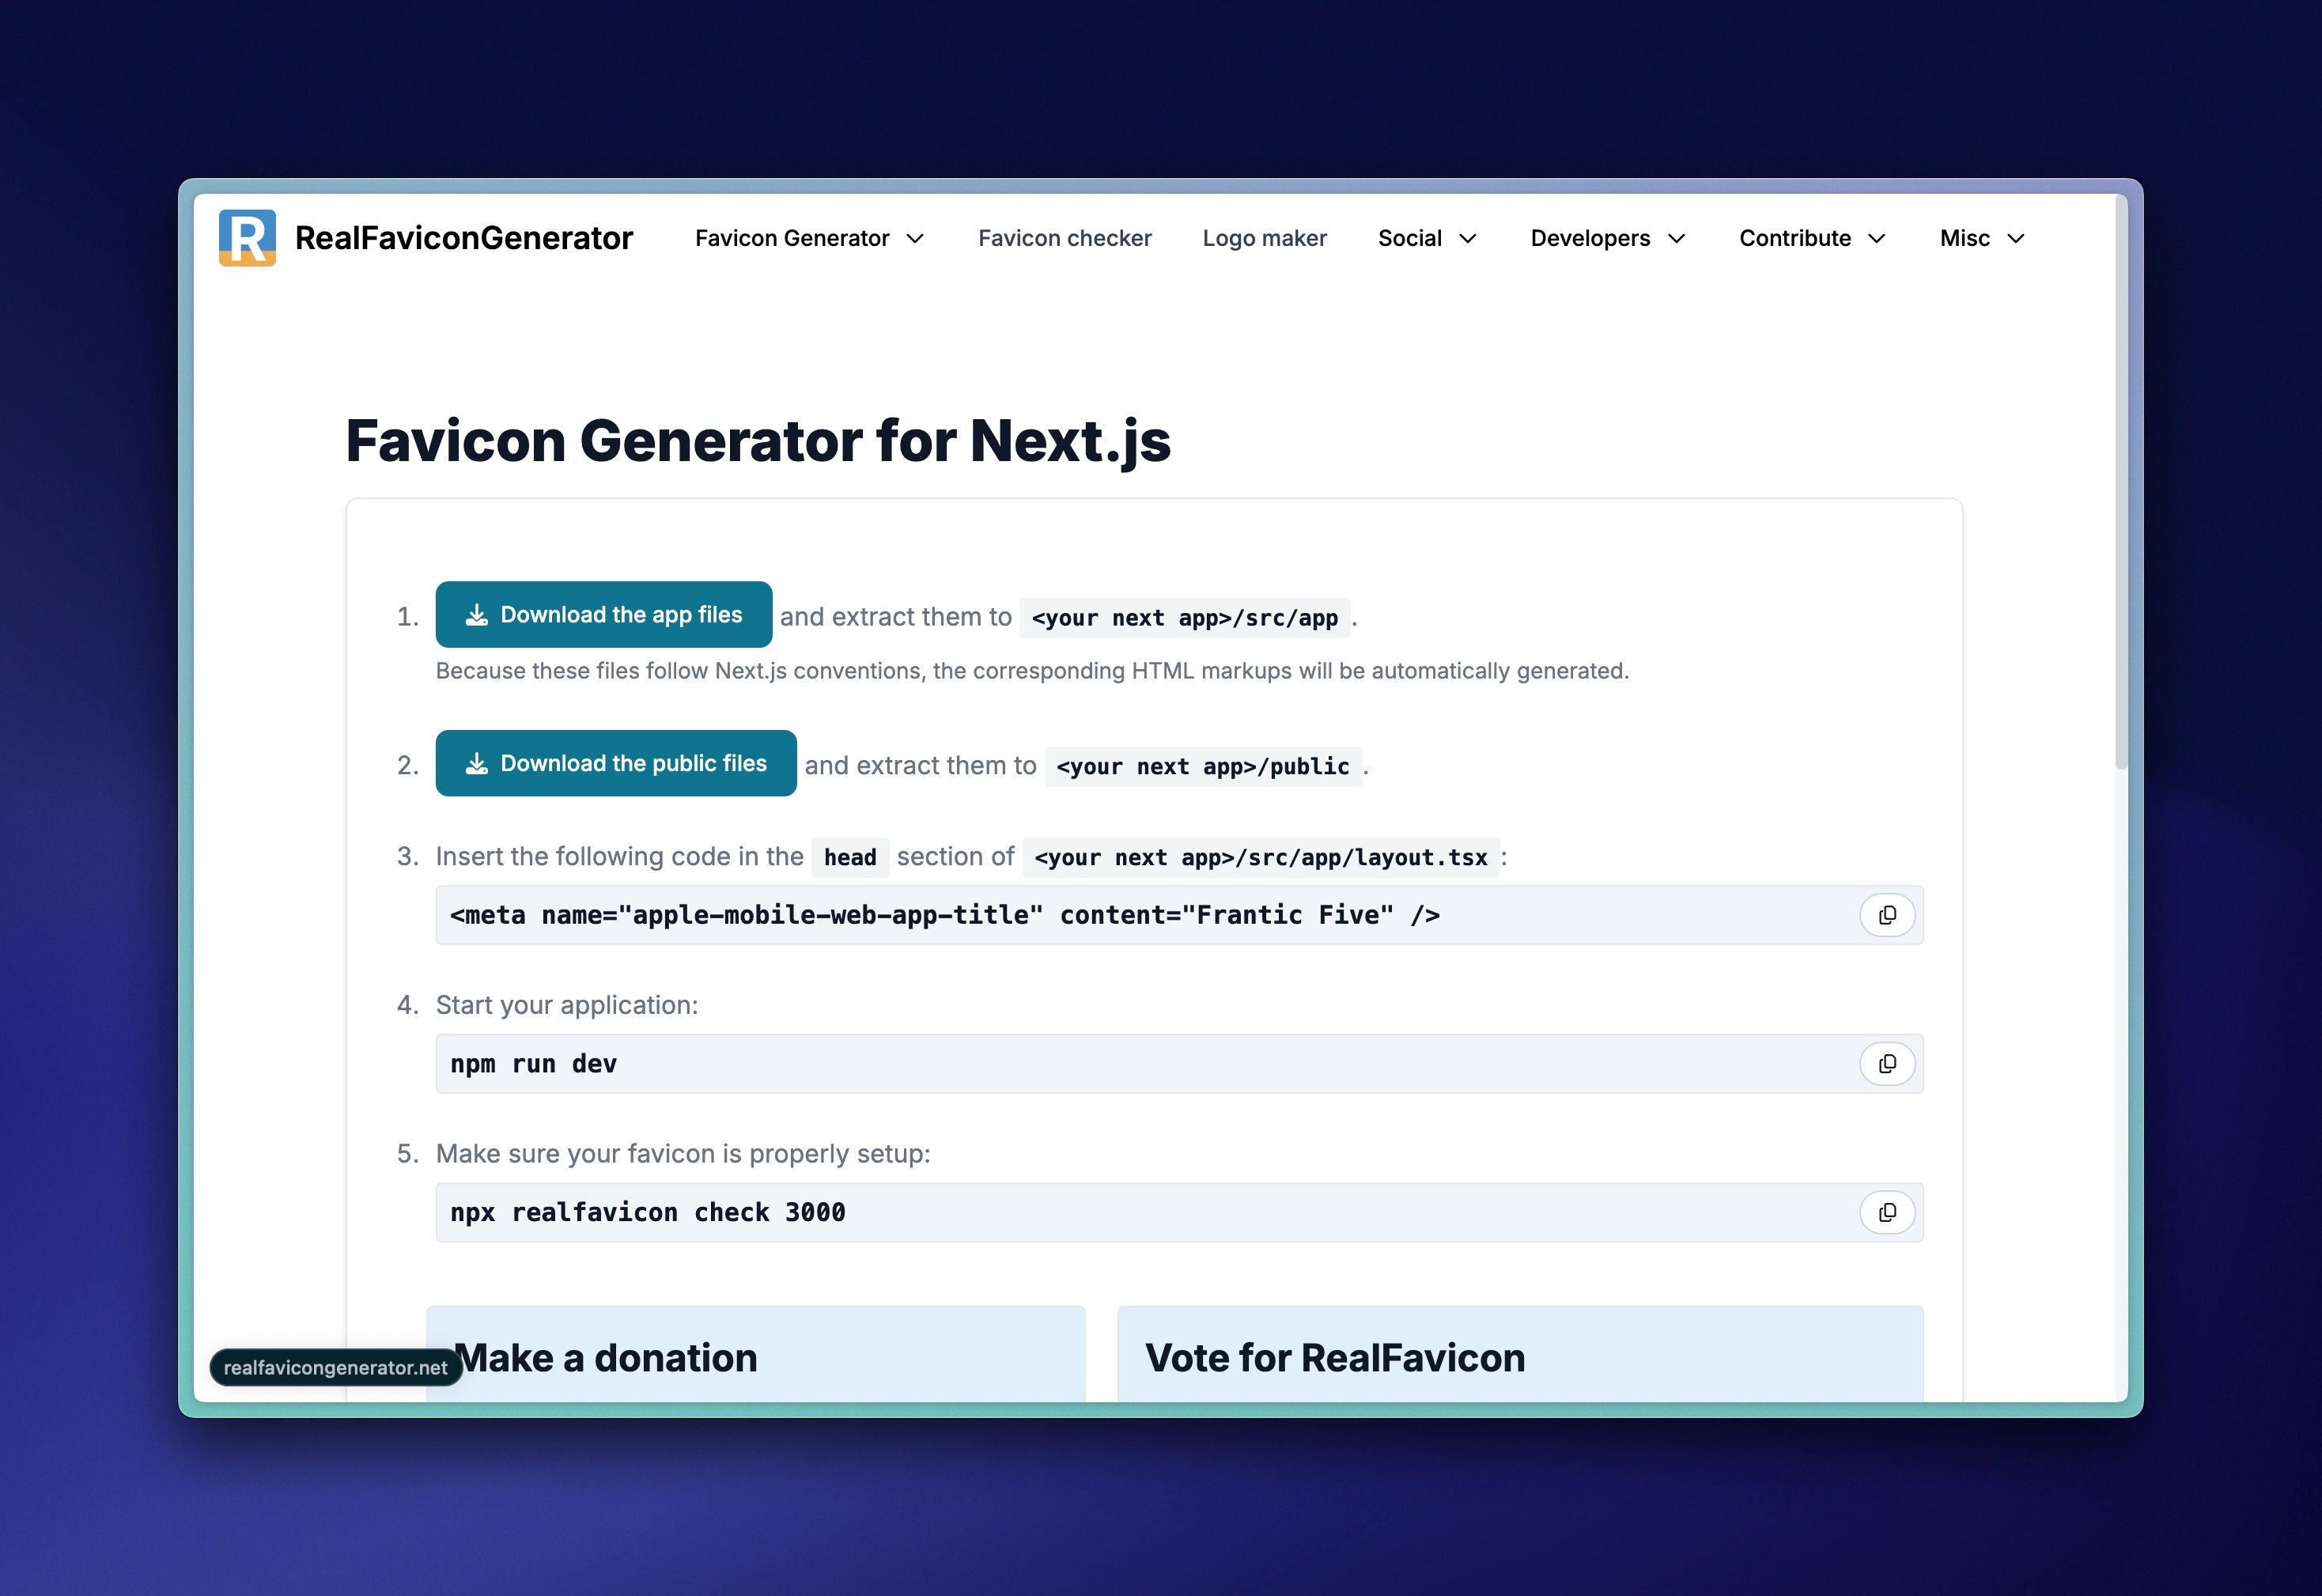 R RealFaviconGenerator Favicon Generator Favicon checker Logo maker Social Developers Contribute Misc
Favicon Generator for Next.js
1. Download the app files and extract them to <your next app>/src/app.
Because these files follow Next.js conventions, the corresponding HTML markups will be automatically generated.
2. Download the public files and extract them to <your next app>/public.
3. Insert the following code in the head section of <your next app>/src/app/layout.tsx:
<meta name="apple-mobile-web-app-title" content="Frantic Five" />
4. Start your application:
npm run dev
5. Make sure your favicon is properly setup:
npx realfavicon check 3000
Make a donation Vote for RealFavicon
realfavicongenerator.net